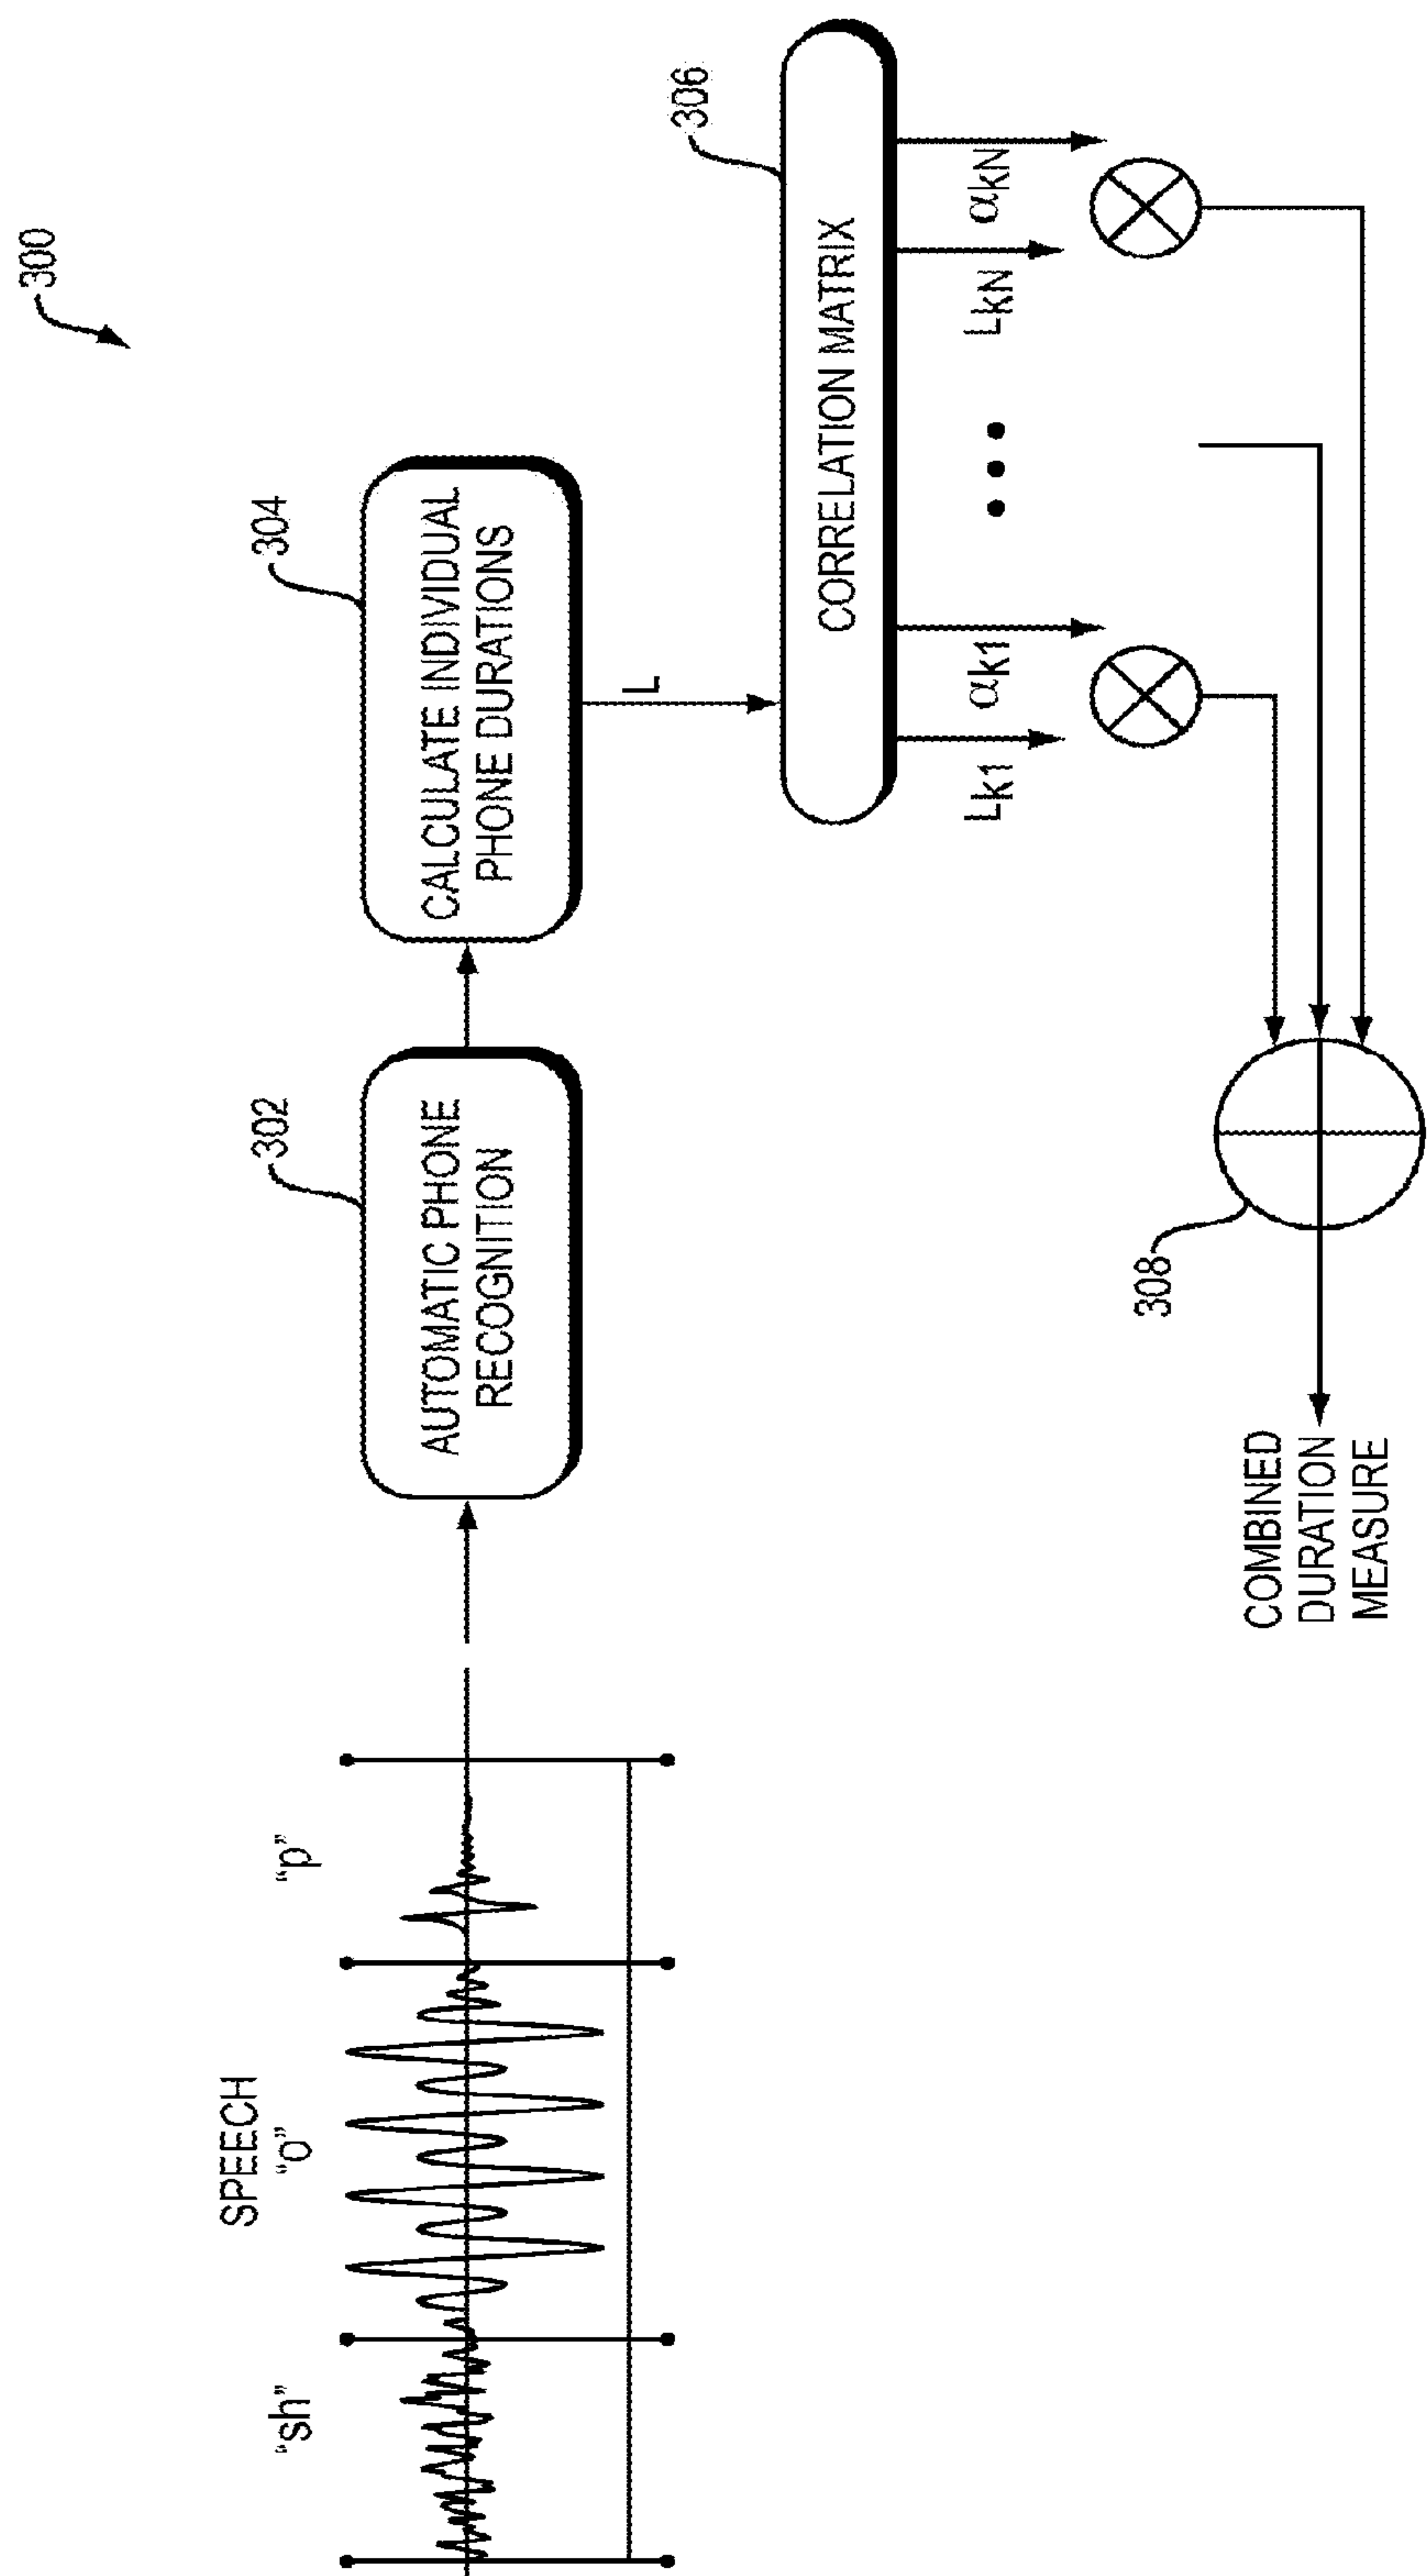 300
SPEECH
“sh”
“o”
“p”
302
AUTOMATIC PHONE
RECOGNITION
304
CALCULATE INDIVIDUAL
PHONE DURATIONS
L
306
CORRELATION MATRIX
Lk1
αk1
•••
LkN
αkN
308
COMBINED
DURATION
MEASURE